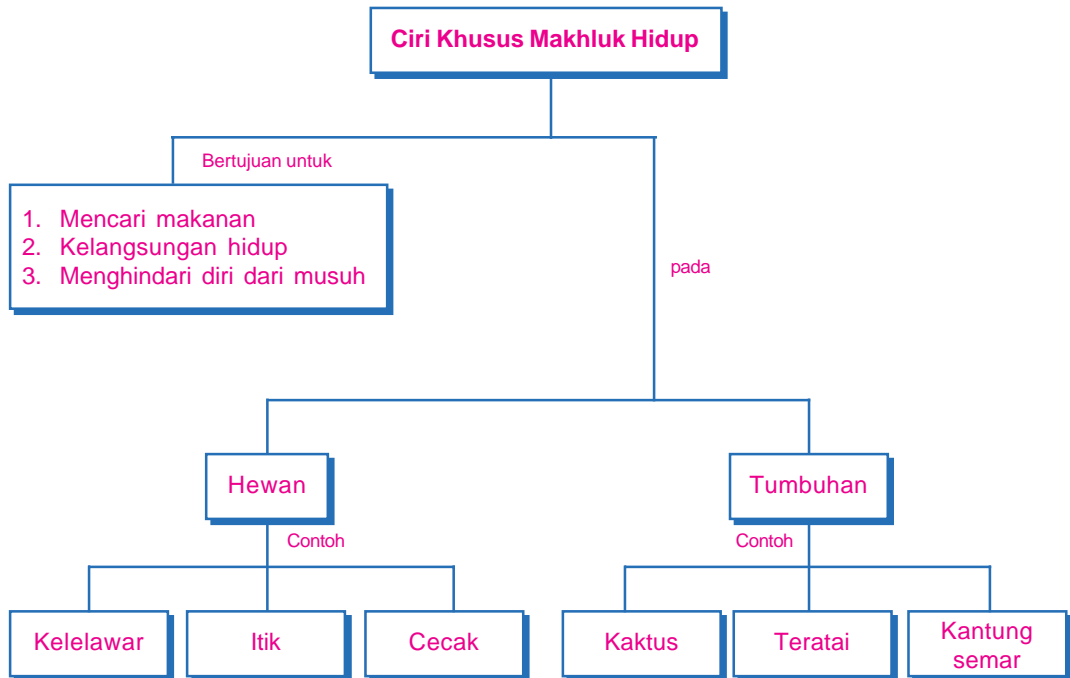 Ciri Khusus Makhluk Hidup
Bertujuan untuk
1. Mencari makanan
2. Kelangsungan hidup
3. Menghindari diri dari musuh
pada
Hewan
Tumbuhan
Contoh
Contoh
Kelelawar
Itik
Cecak
Kaktus
Teratai
Kantung
semar